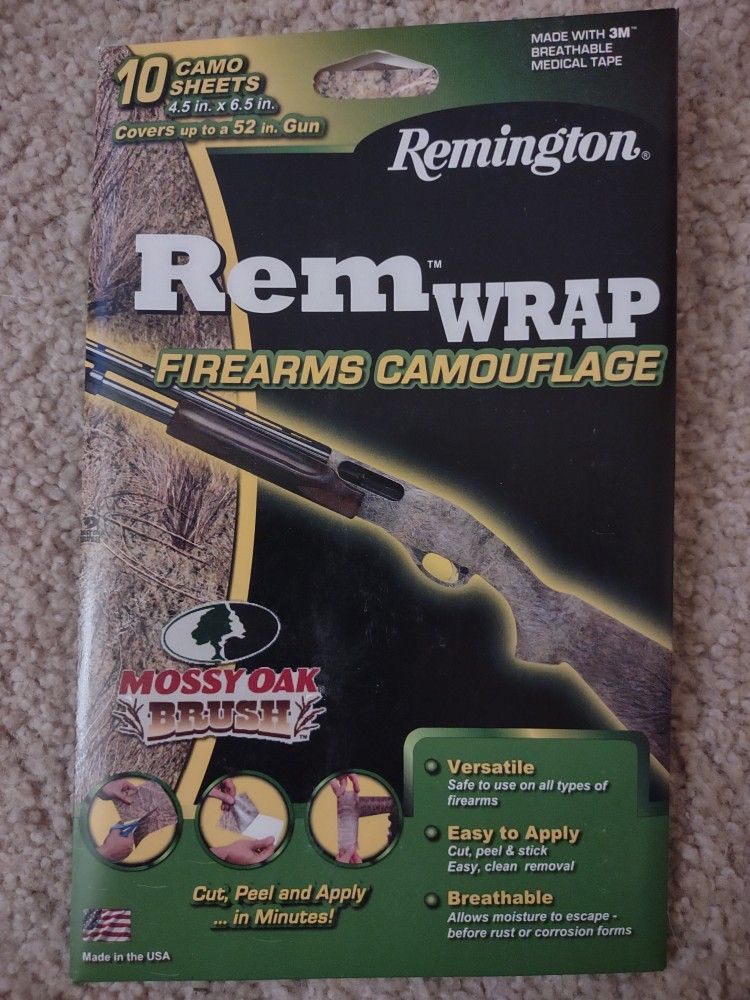 10 CAMO
SHEETS
4.5 in. x 6.5 in.
Covers up to a 52 in. Gun
MADE WITH 3M™
BREATHABLE
MEDICAL TAPE
Remington®
Rem™
WRAP
FIREARMS CAMOUFLAGE
MOSSY OAK®
BRUSH™
Versatile
Safe to use on all types of
firearms
Easy to Apply
Cut, peel & stick
Easy, clean removal
Breathable
Allows moisture to escape -
before rust or corrosion forms
Cut, Peel and Apply
... in Minutes!
Made in the USA